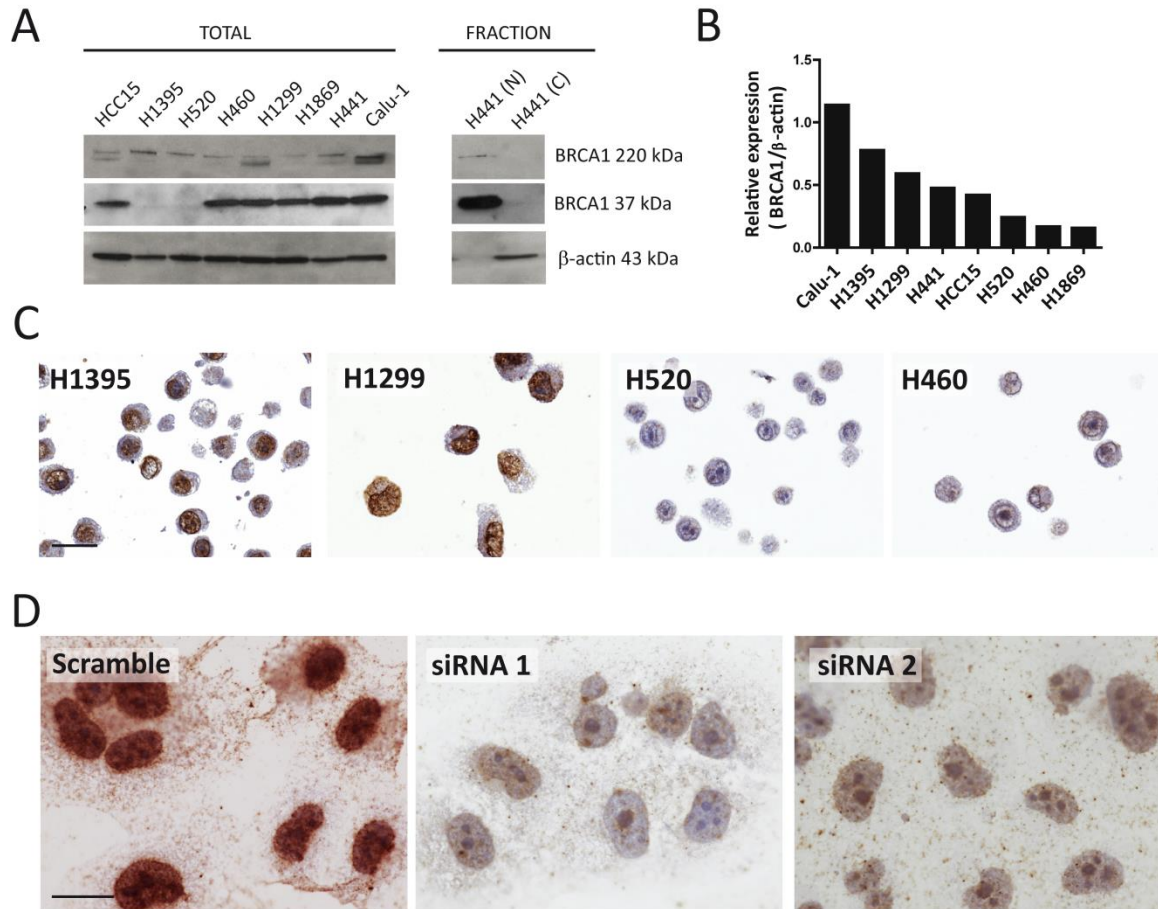 A
TOTAL
FRACTION
HCC15
H1395
H520
H460
H1299
H1869
H441
Calu-1
H441 (N)
H441 (C)
BRCA1 220 kDa
BRCA1 37 kDa
β-actin 43 kDa
B
Relative expression
( BRCA1/β-actin)
1.5
1.0
0.5
0.0
Calu-1
H1395
H1299
H441
HCC15
H520
H460
H1869
C
H1395
H1299
H520
H460
D
Scramble
siRNA 1
siRNA 2